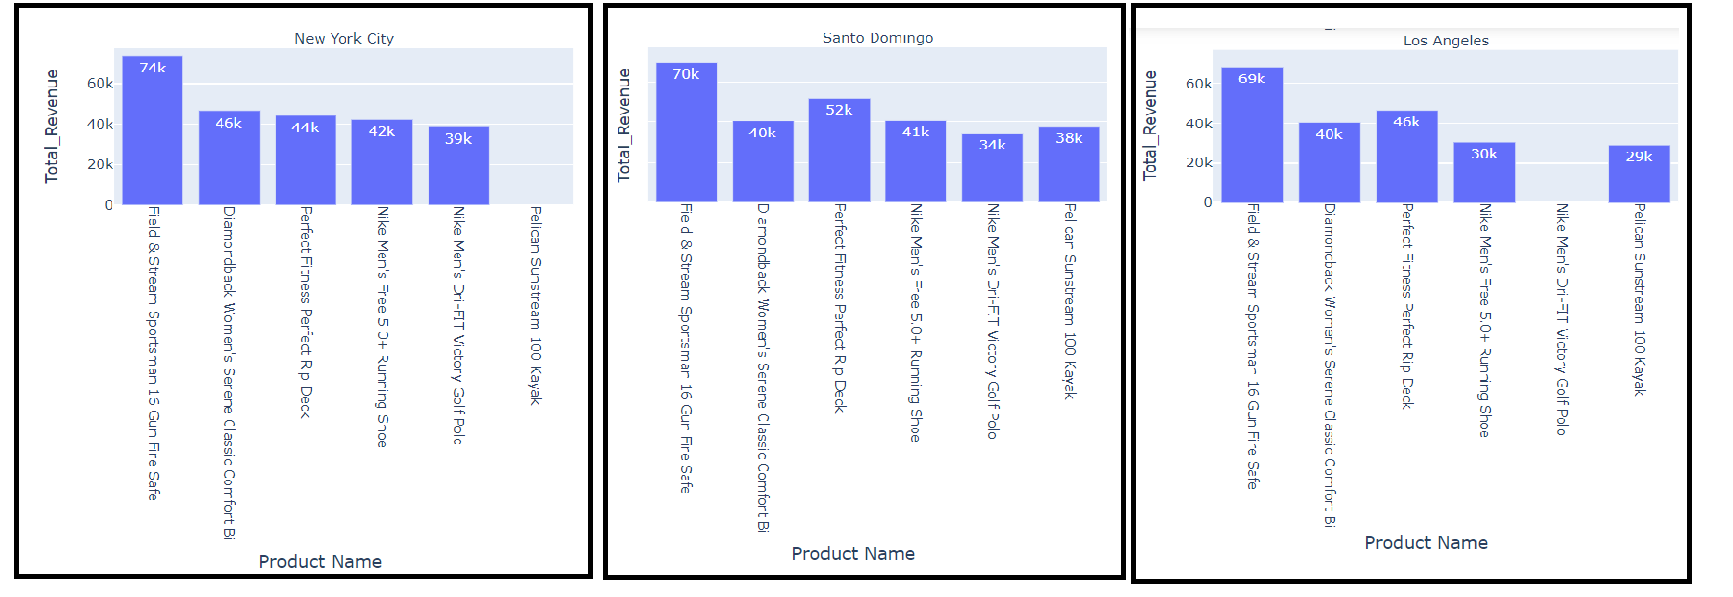 New York City
Total_Revenue
60k
40k
20k
0
74k
46k
44k
42k
39k
Field & Stream Sportsman 16 Gun Fire Safe
Diamondback Women's Serene Classic Comfort Bi
Perfect Fitness Perfect Rip Deck
Nike Men's Free 5.0+ Running Shoe
Nike Men's Dri-FIT Victory Golf Polo
Pelican Sunstream 100 Kayak
Product Name
Santo Domingo
Total_Revenue
70k
40k
52k
41k
34k
38k
Field & Stream Sportsman 16 Gun Fire Safe
Diamondback Women's Serene Classic Comfort Bi
Perfect Fitness Perfect Rip Deck
Nike Men's Free 5.0+ Running Shoe
Nike Men's Dri-FIT Victory Golf Polo
Pelican Sunstream 100 Kayak
Product Name
Los Angeles
Total_Revenue
60k
40k
20k
0
69k
40k
46k
30k
29k
Field & Stream Sportsman 16 Gun Fire Safe
Diamondback Women's Serene Classic Comfort Bi
Perfect Fitness Perfect Rip Deck
Nike Men's Free 5.0+ Running Shoe
Nike Men's Dri-FIT Victory Golf Polo
Pelican Sunstream 100 Kayak
Product Name